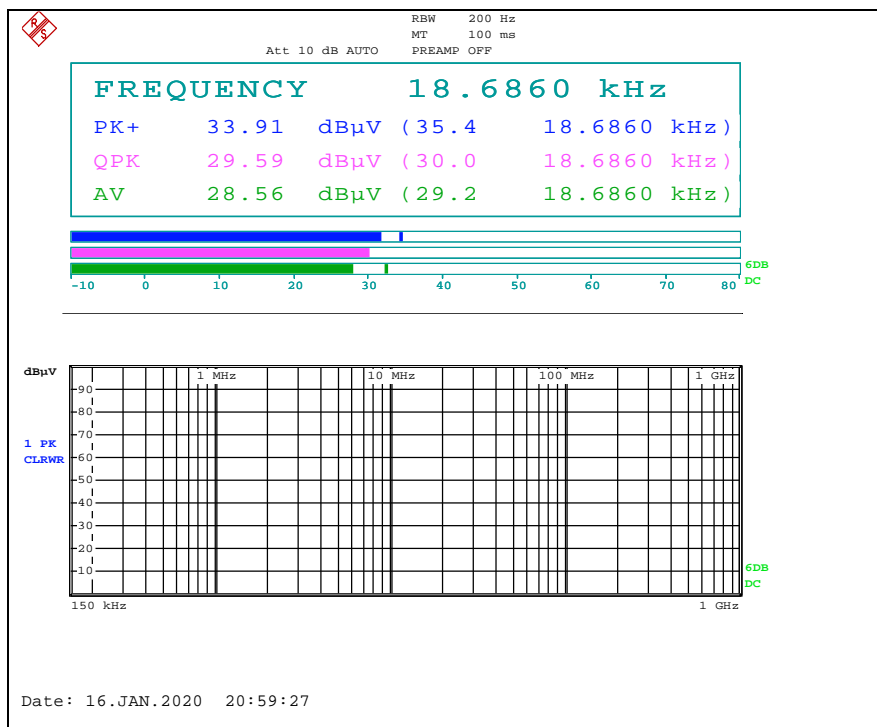 R S
RBW 200 Hz
MT 100 ms
Att 10 dB AUTO PREAMP OFF
FREQUENCY 18.6860 kHz
PK+ 33.91 dBµV (35.4 18.6860 kHz)
QPK 29.59 dBµV (30.0 18.6860 kHz)
AV 28.56 dBµV (29.2 18.6860 kHz)
6DB
-10 0 10 20 30 40 50 60 70 80 DC
dBµV 1 MHz 10 MHz 100 MHz 1 GHz
90
80
70
1 PK
CLRWR 60
50
40
30
20
10 6DB
DC
150 kHz 1 GHz
Date: 16.JAN.2020 20:59:27